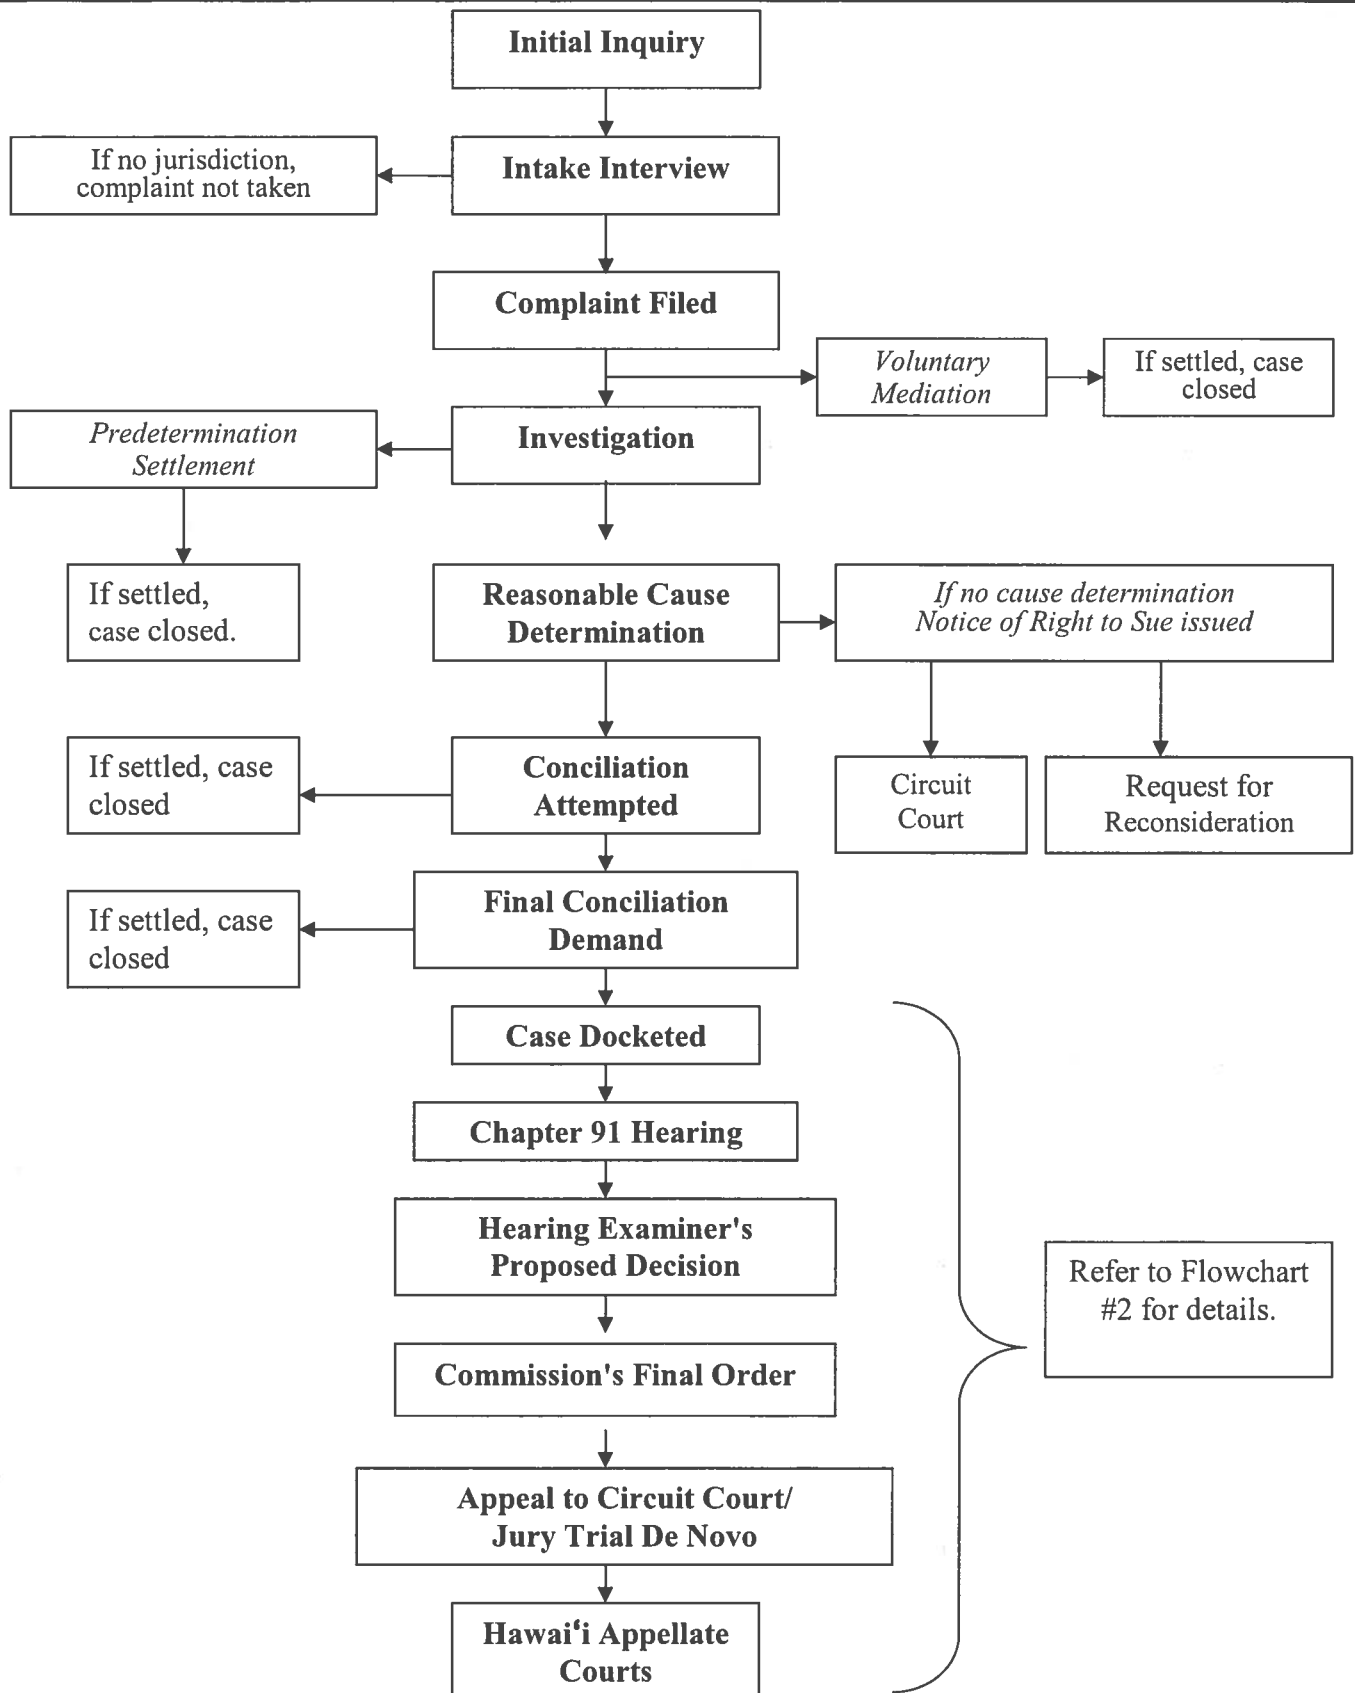 Initial Inquiry
If no jurisdiction,
complaint not taken
Intake Interview
Complaint Filed
Voluntary
Mediation
If settled, case
closed
Predetermination
Settlement
Investigation
If settled,
case closed.
Reasonable Cause
Determination
If no cause determination
Notice of Right to Sue issued
If settled, case
closed
Conciliation
Attempted
Circuit
Court
Request for
Reconsideration
If settled, case
closed
Final Conciliation
Demand
Case Docketed
Chapter 91 Hearing
Hearing Examiner's
Proposed Decision
Refer to Flowchart
#2 for details.
Commission's Final Order
Appeal to Circuit Court/
Jury Trial De Novo
Hawaiʻi Appellate
Courts